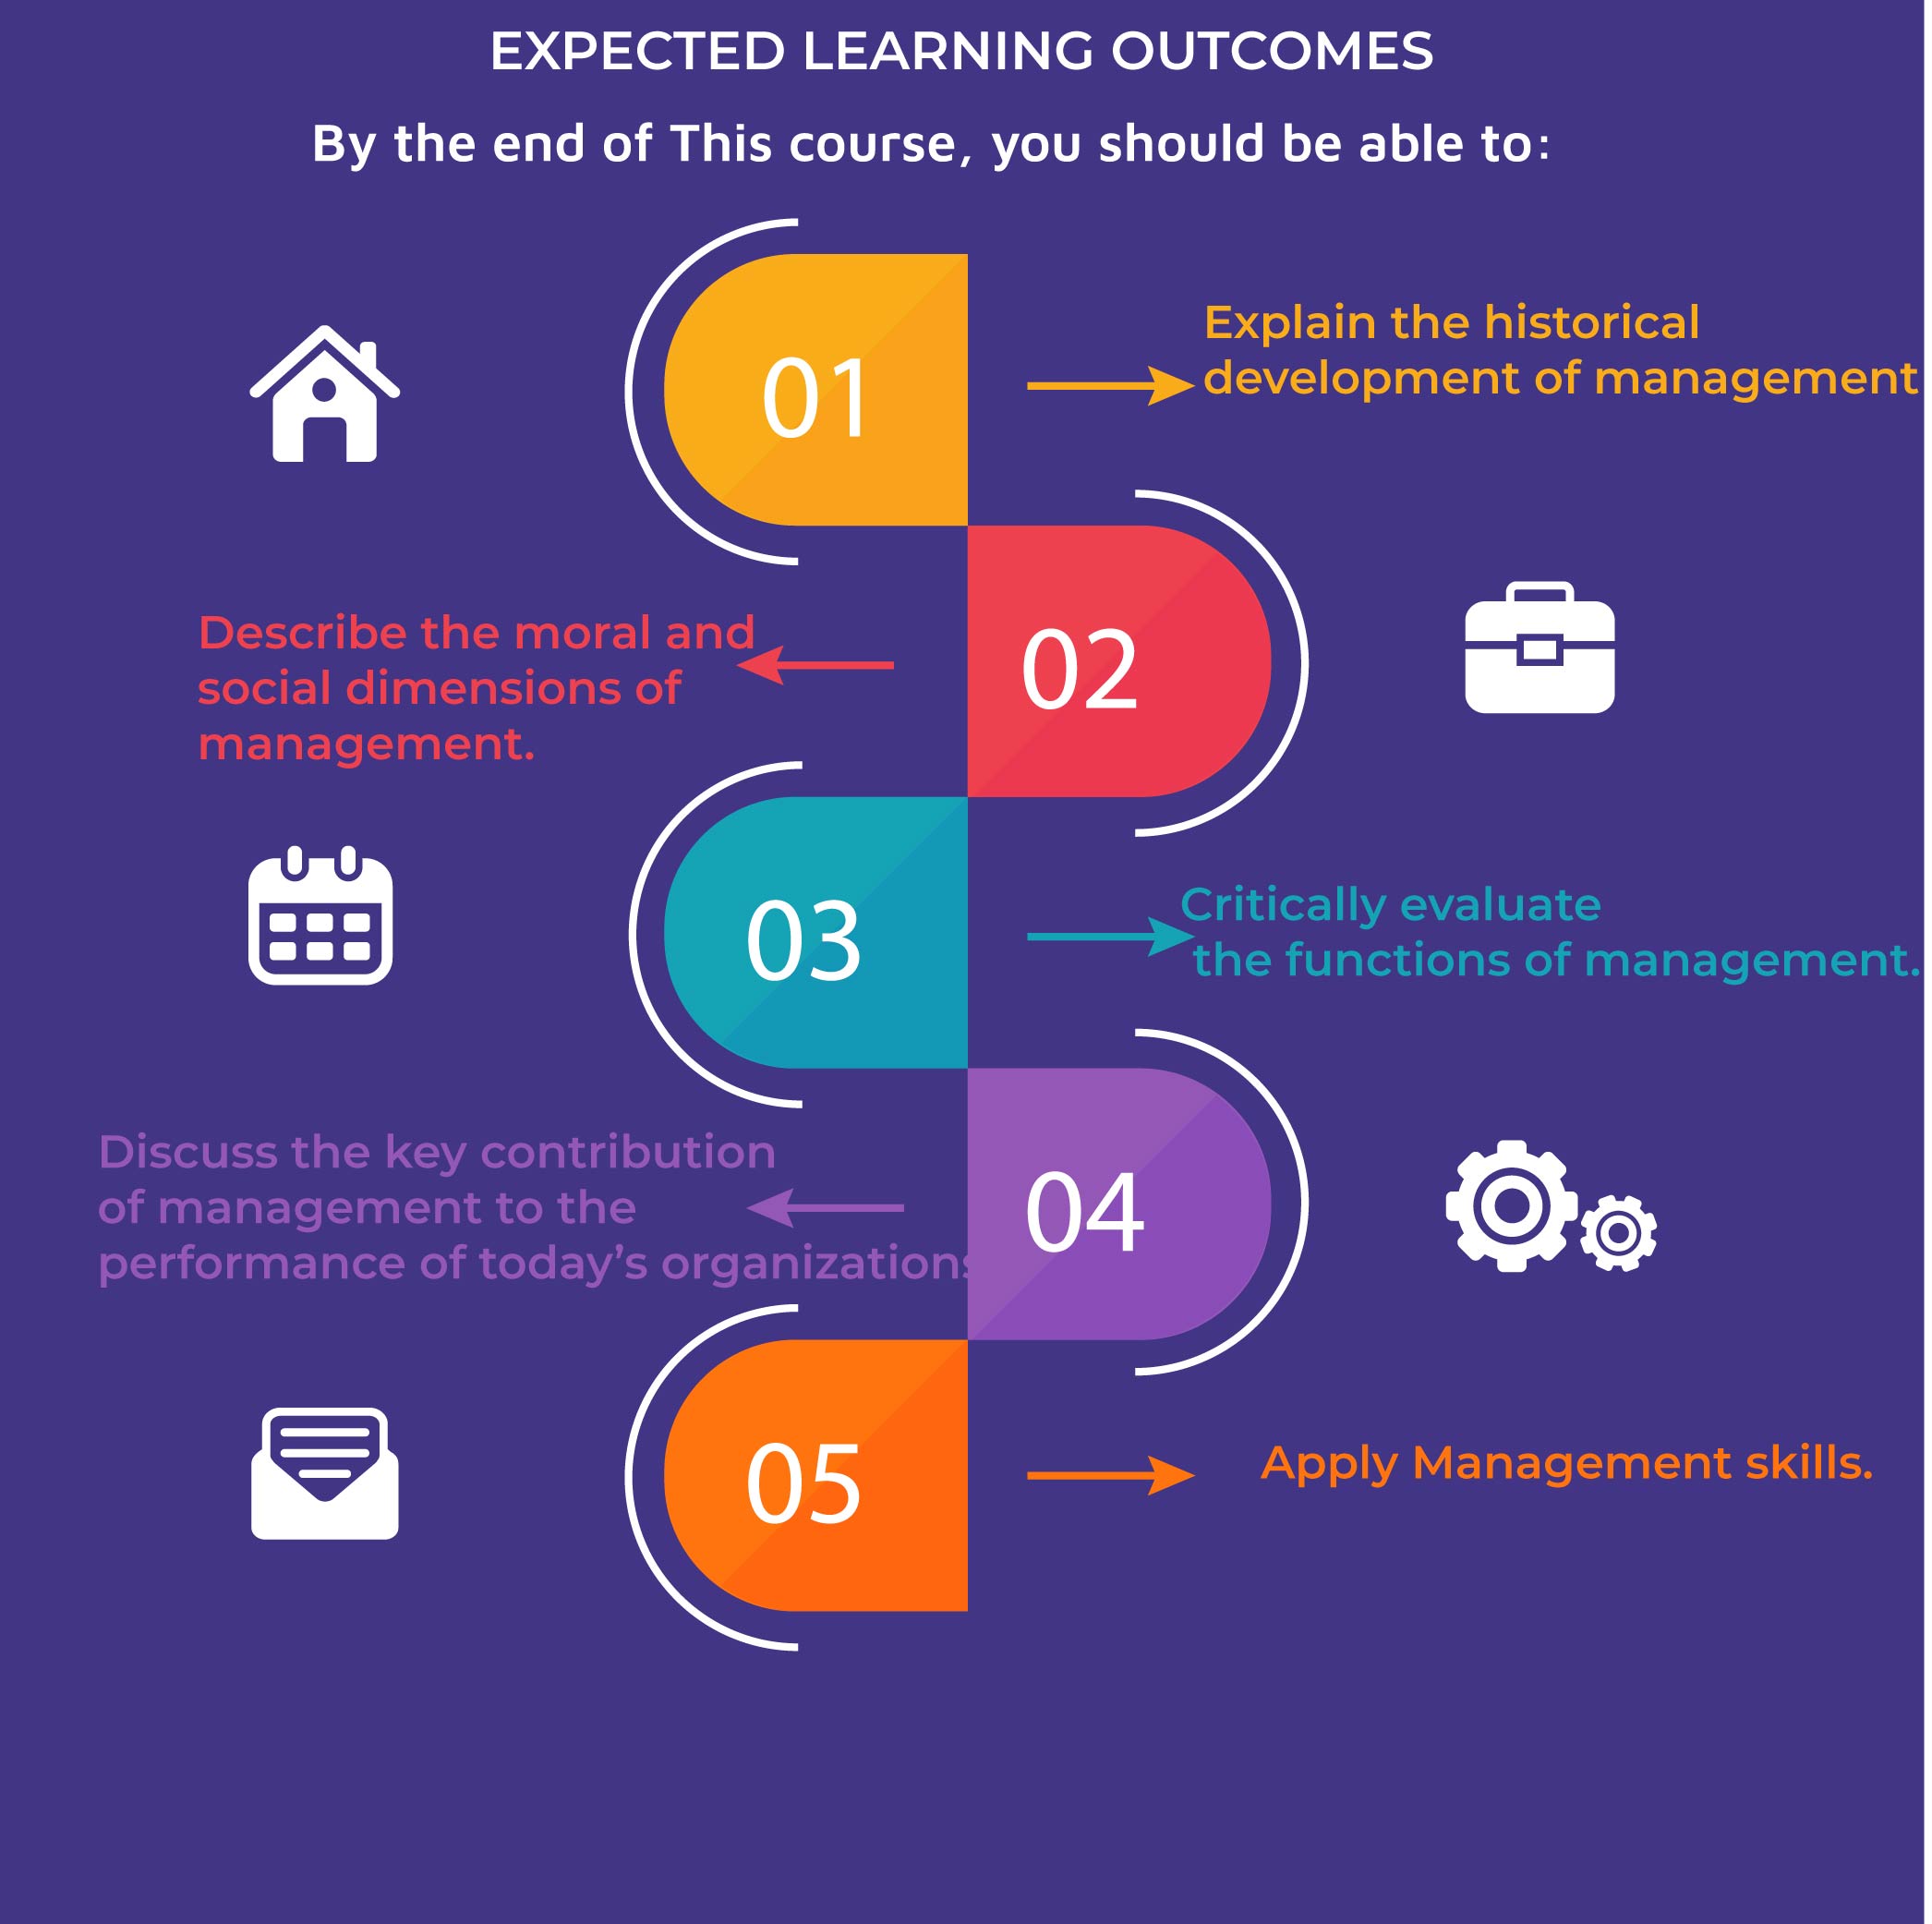 EXPECTED LEARNING OUTCOMES
By the end of This course, you should be able to:
01
Explain the historical
development of management
02
Describe the moral and
social dimensions of
management.
03
Critically evaluate
the functions of management.
04
Discuss the key contribution
of management to the
performance of today's organizations
05
Apply Management skills.